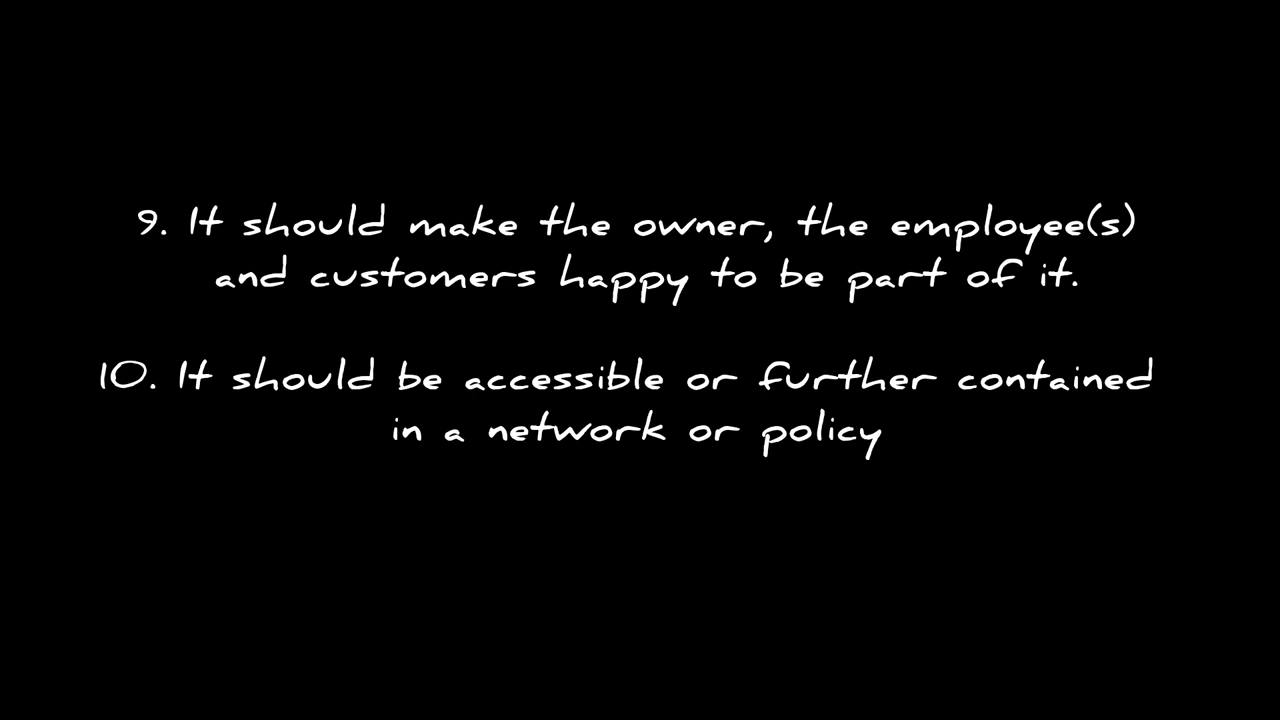 9. It should make the owner, the employee(s)
and customers happy to be part of it.
10. It should be accessible or further contained
in a network or policy